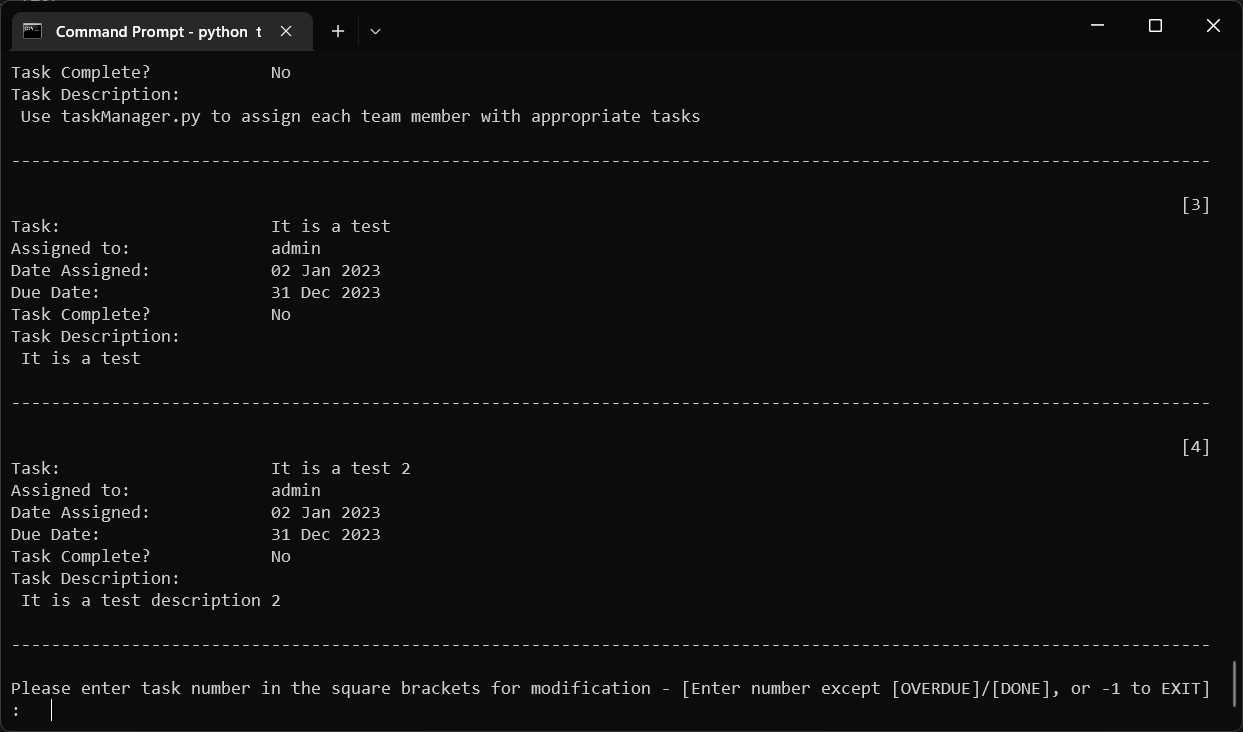 Command Prompt - python t
Task Complete? No
Task Description:
Use taskManager.py to assign each team member with appropriate tasks
------------------------------------------------------------------------------------------------------------------------
[3]
Task: It is a test
Assigned to: admin
Date Assigned: 02 Jan 2023
Due Date: 31 Dec 2023
Task Complete? No
Task Description:
It is a test
------------------------------------------------------------------------------------------------------------------------
[4]
Task: It is a test 2
Assigned to: admin
Date Assigned: 02 Jan 2023
Due Date: 31 Dec 2023
Task Complete? No
Task Description:
It is a test description 2
------------------------------------------------------------------------------------------------------------------------
Please enter task number in the square brackets for modification - [Enter number except [OVERDUE]/[DONE], or -1 to EXIT]
: